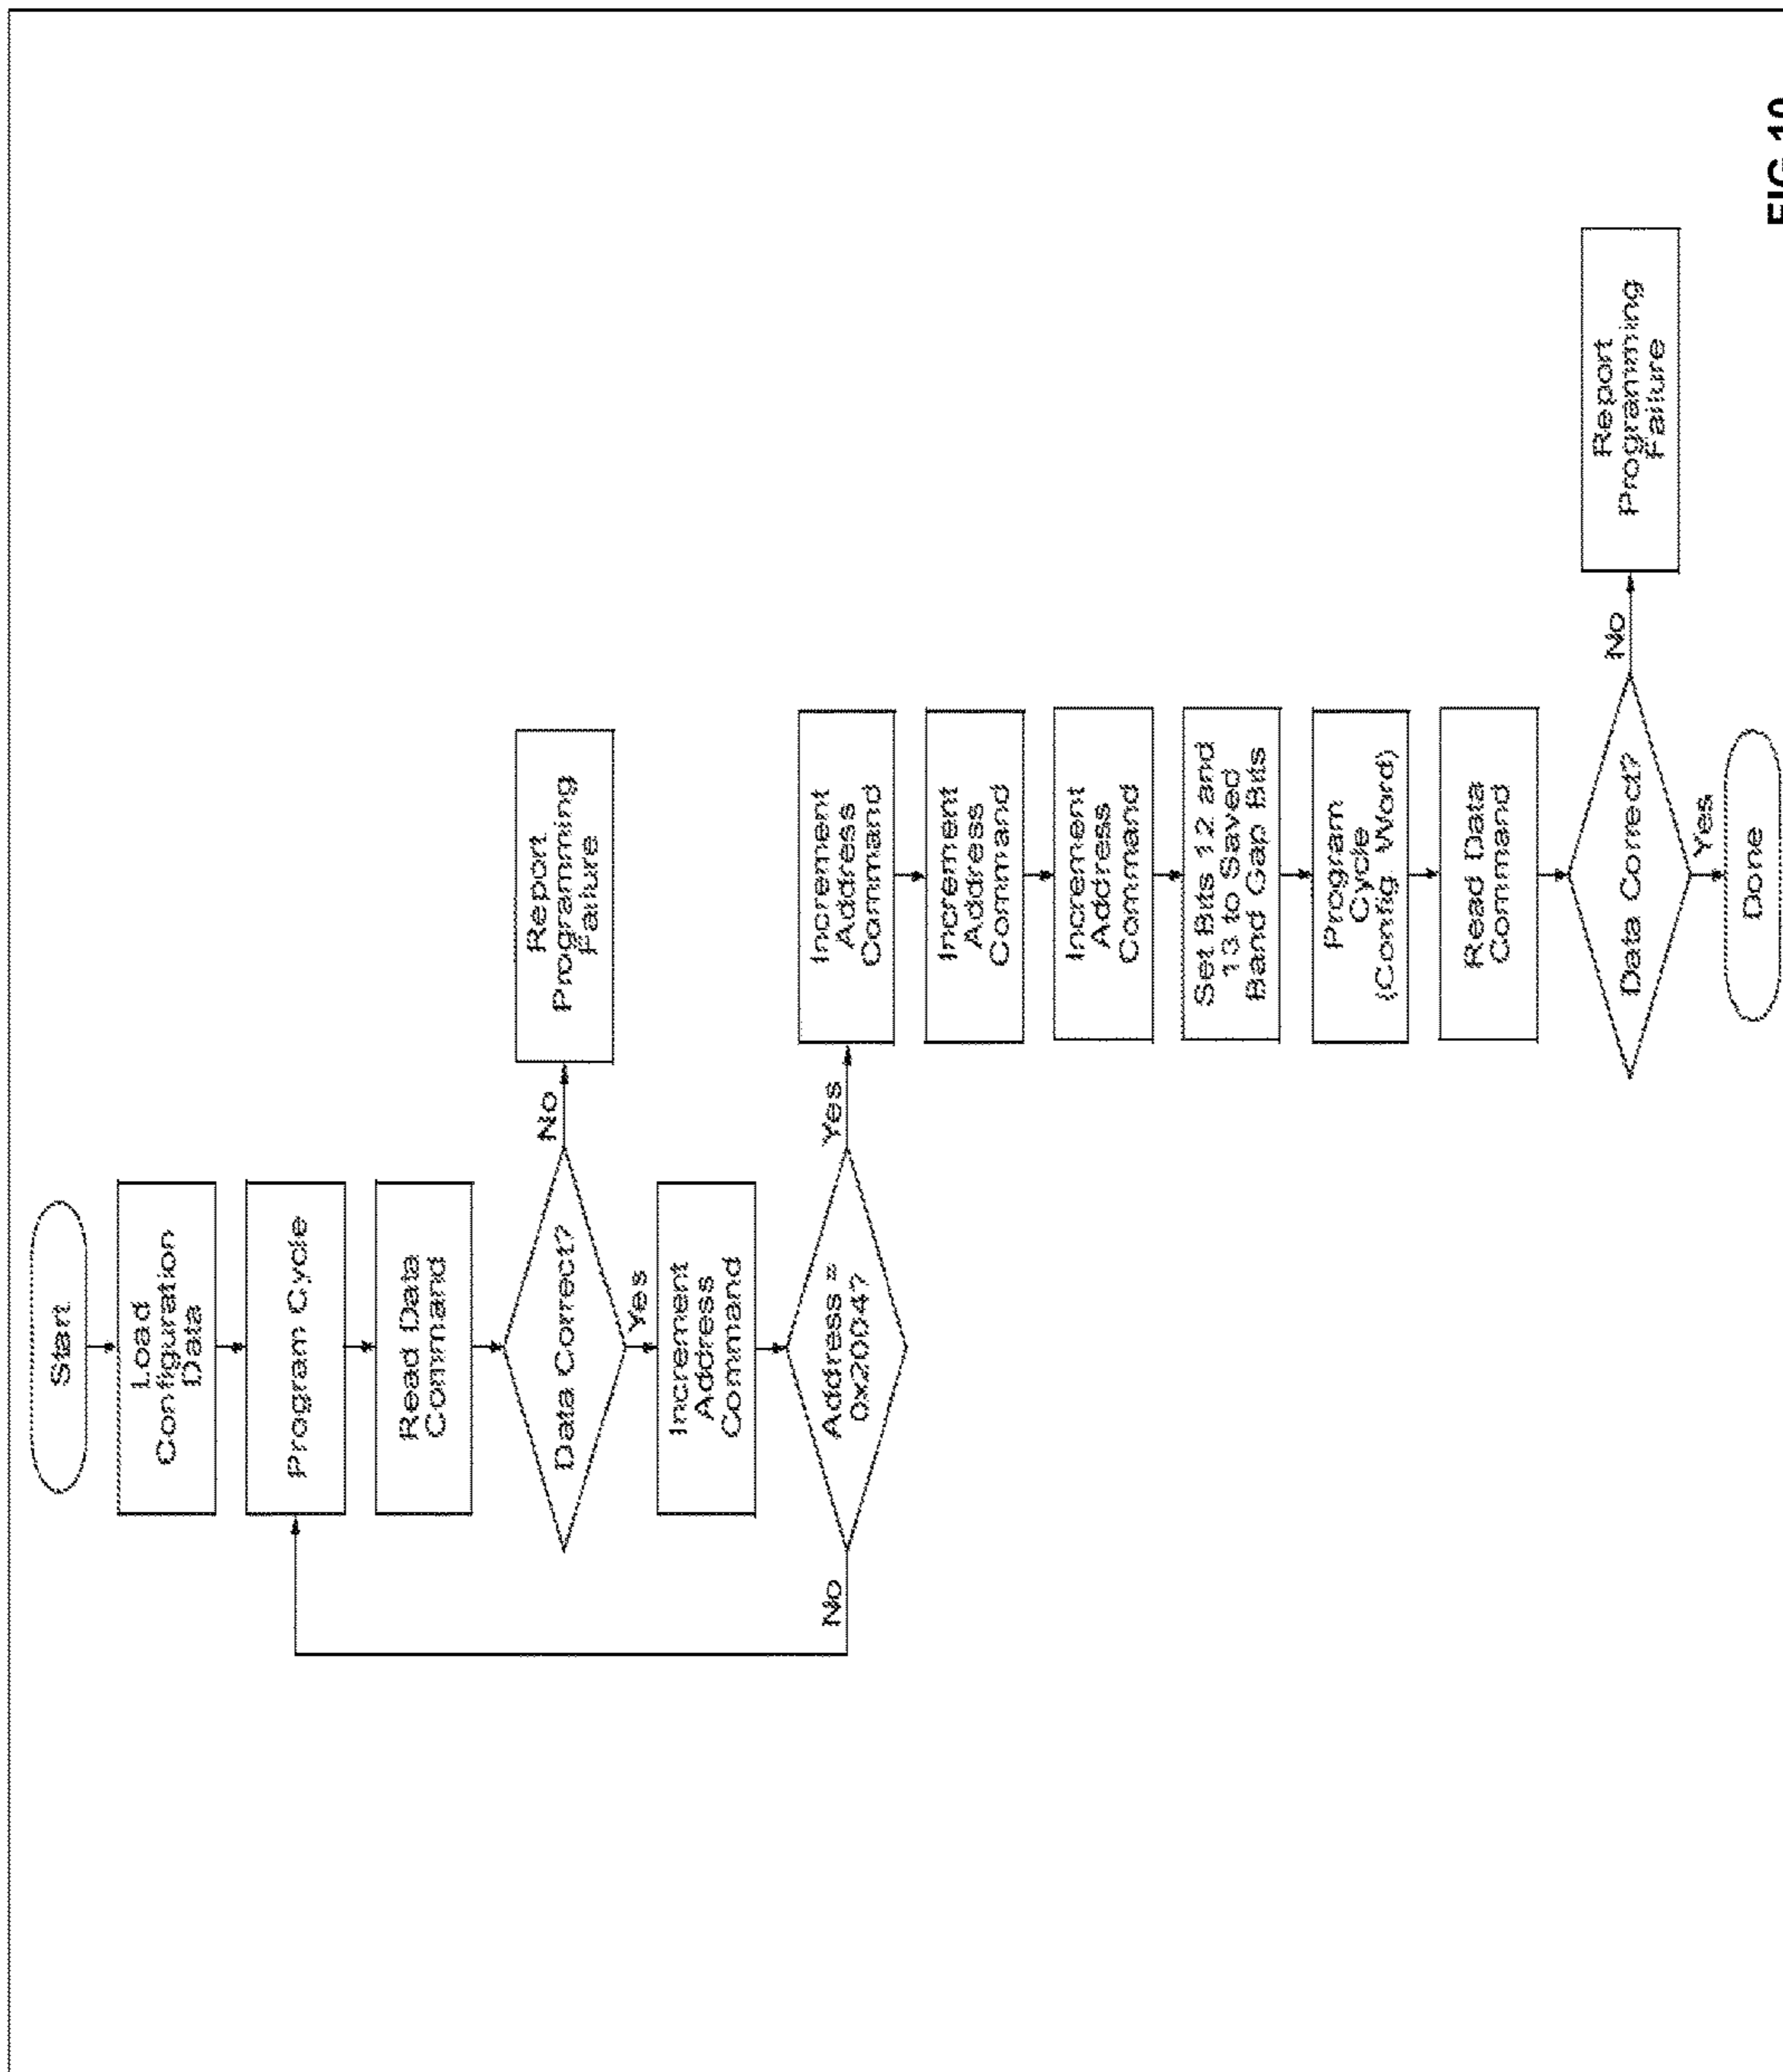 Start
Load
Configuration
Data
Program Cycle
Read Data
Command
Data Correct?
No
Report
Programming
Failure
Yes
Increment
Address
Command
Address =
0x2004?
No
Yes
Increment
Address
Command
Increment
Address
Command
Increment
Address
Command
Set Bits 12 and
13 to Saved
Band Gap Bits
Program
Cycle
(Config. Word)
Read Data
Command
Data Correct?
No
Report
Programming
Failure
Yes
Done